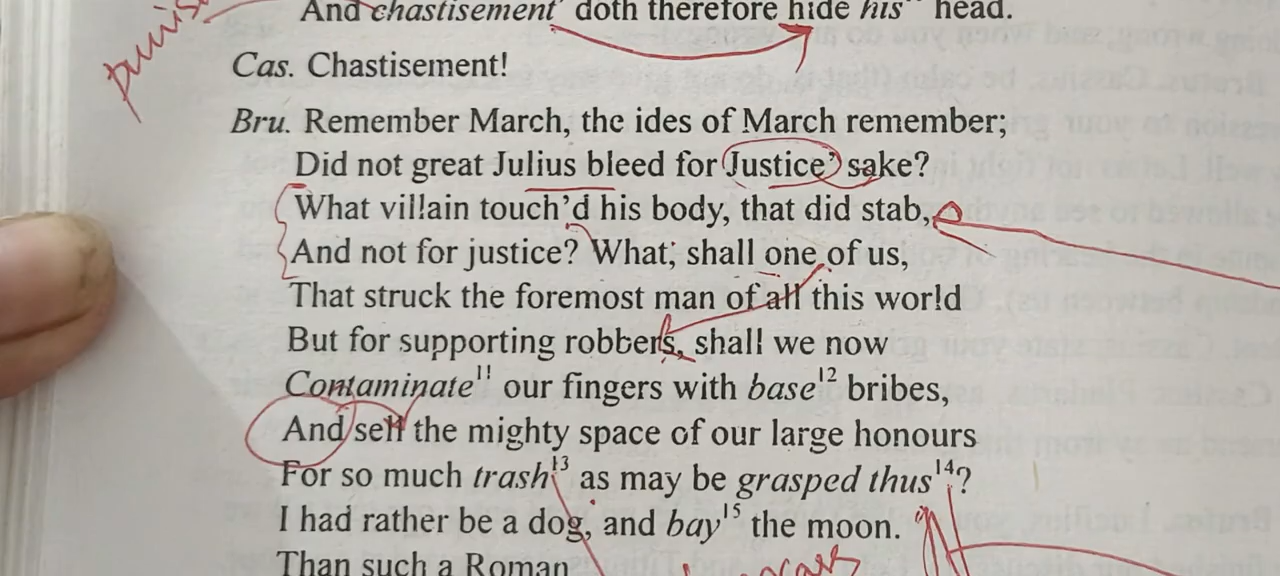 And chastisement doth therefore hide his head.
Cas. Chastisement!
Bru. Remember March, the ides of March remember;
Did not great Julius bleed for Justice' sake?
What villain touch'd his body, that did stab,
And not for justice? What, shall one of us,
That struck the foremost man of all this world
But for supporting robbers, shall we now
Contaminate¹¹ our fingers with base¹² bribes,
And sell the mighty space of our large honours
For so much trash¹³ as may be grasped thus¹⁴?
I had rather be a dog, and bay¹⁵ the moon.
Than such a Roman